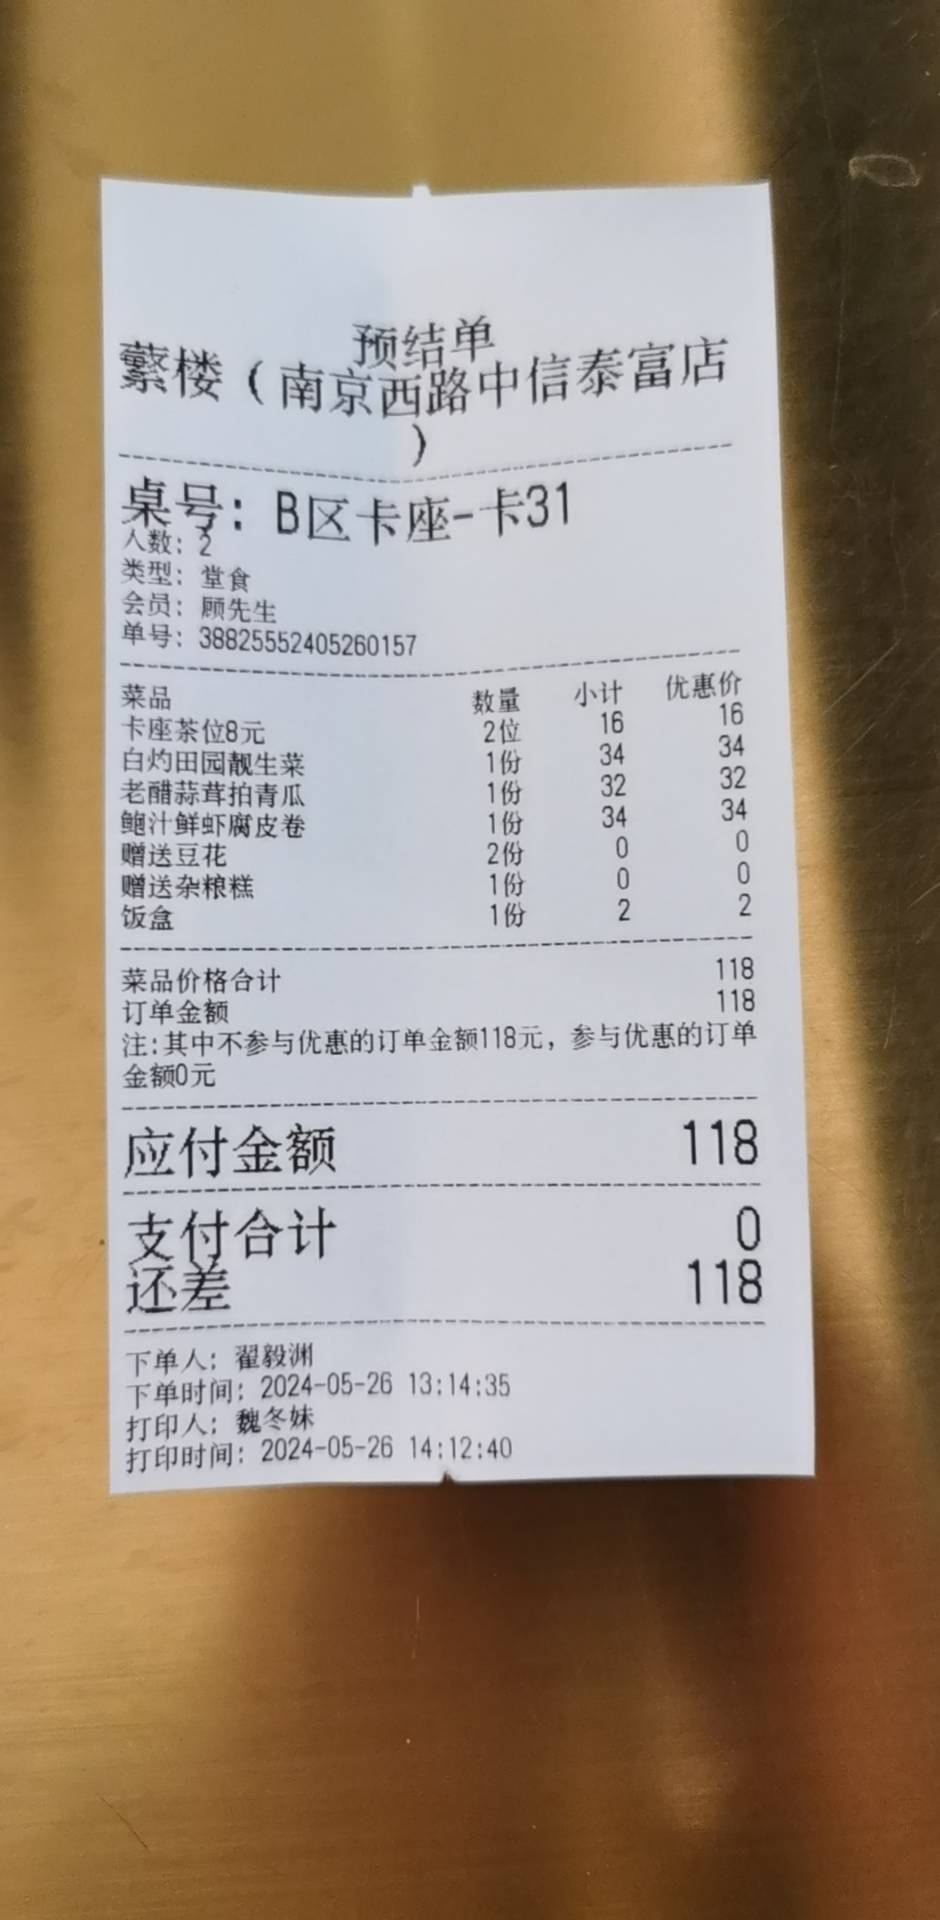 预结单
蘩楼（南京西路中信泰富店
）
桌号：B区卡座-卡31
人数：2
类型：堂食
会员：顾先生
单号：38825552405260157
菜品 数量 小计 优惠价
卡座茶位8元 2位 16 16
白灼田园靓生菜 1份 34 34
老醋蒜茸拍青瓜 1份 32 32
鲍汁鲜虾腐皮卷 1份 34 34
赠送豆花 2份 0 0
赠送杂粮糕 1份 0 0
饭盒 1份 2 2
菜品价格合计 118
订单金额 118
注:其中不参与优惠的订单金额118元，参与优惠的订单
金额0元
应付金额 118
支付合计 0
还差 118
下单人：翟毅渊
下单时间：2024-05-26 13:14:35
打印人：魏冬妹
打印时间：2024-05-26 14:12:40